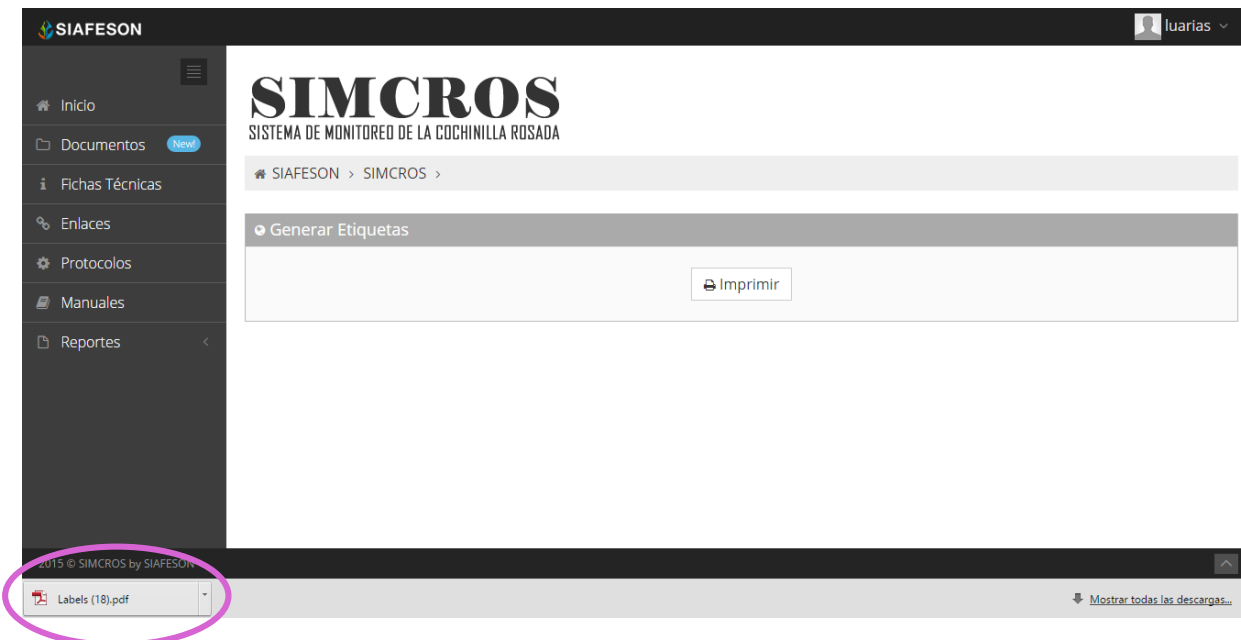 SIAFESON
luarias
Inicio
Documentos New!
Fichas Técnicas
Enlaces
Protocolos
Manuales
Reportes
SIMCROS
SISTEMA DE MONITOREO DE LA COCHINILLA ROSADA
SIAFESON > SIMCROS >
Generar Etiquetas
Imprimir
2015 © SIMCROS by SIAFESON
Labels (18).pdf
Mostrar todas las descargas...